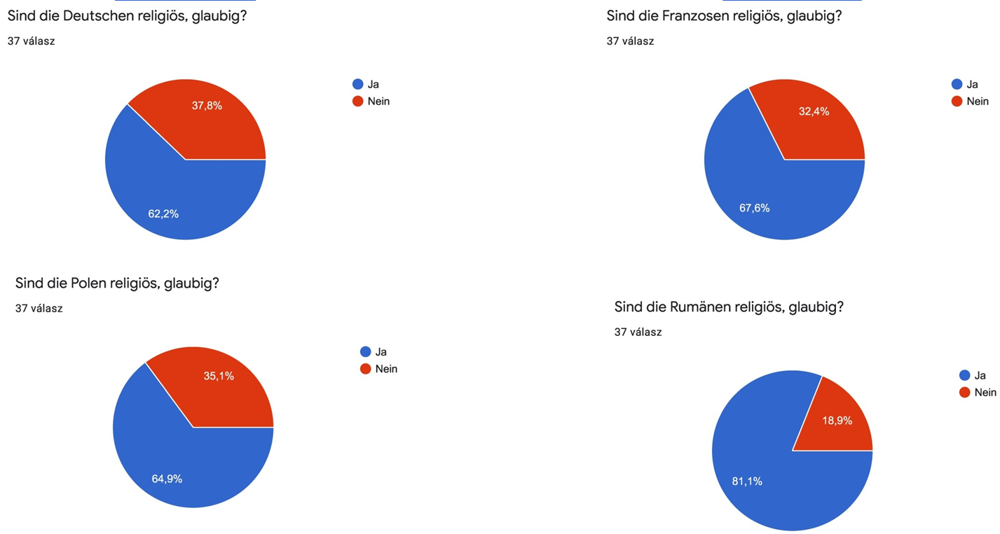 Sind die Deutschen religiös, glaubig?
37 válasz
Ja
Nein
37,8%
62,2%
Sind die Franzosen religiös, glaubig?
37 válasz
Ja
Nein
32,4%
67,6%
Sind die Polen religiös, glaubig?
37 válasz
Ja
Nein
35,1%
64,9%
Sind die Rumänen religiös, glaubig?
37 válasz
Ja
Nein
18,9%
81,1%